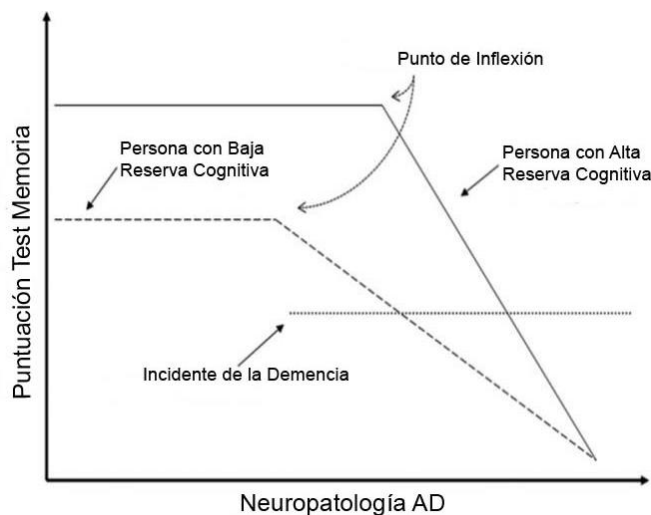 Punto de Inflexión
Persona con Baja
Reserva Cognitiva
Persona con Alta
Reserva Cognitiva
Incidente de la Demencia
Puntuación Test Memoria
Neuropatología AD